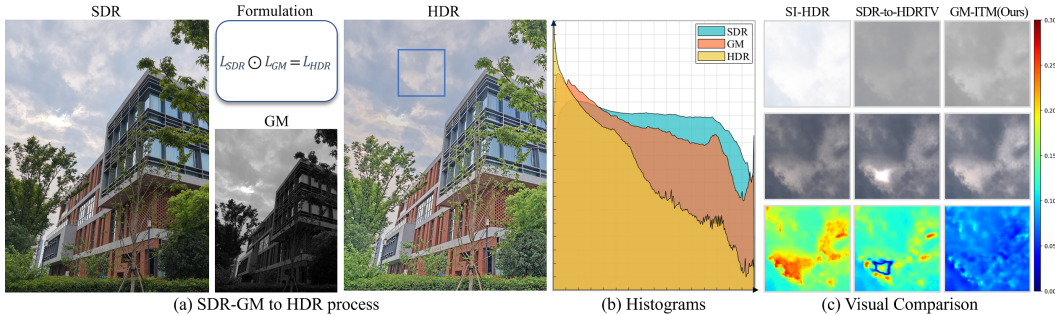 SDR
Formulation
HDR
L_SDR ⊙ L_GM = L_HDR
GM
SDR
GM
HDR
SI-HDR
SDR-to-HDRTV
GM-ITM(Ours)
0.30
0.25
0.20
0.15
0.10
0.05
0.00
(a) SDR-GM to HDR process
(b) Histograms
(c) Visual Comparison